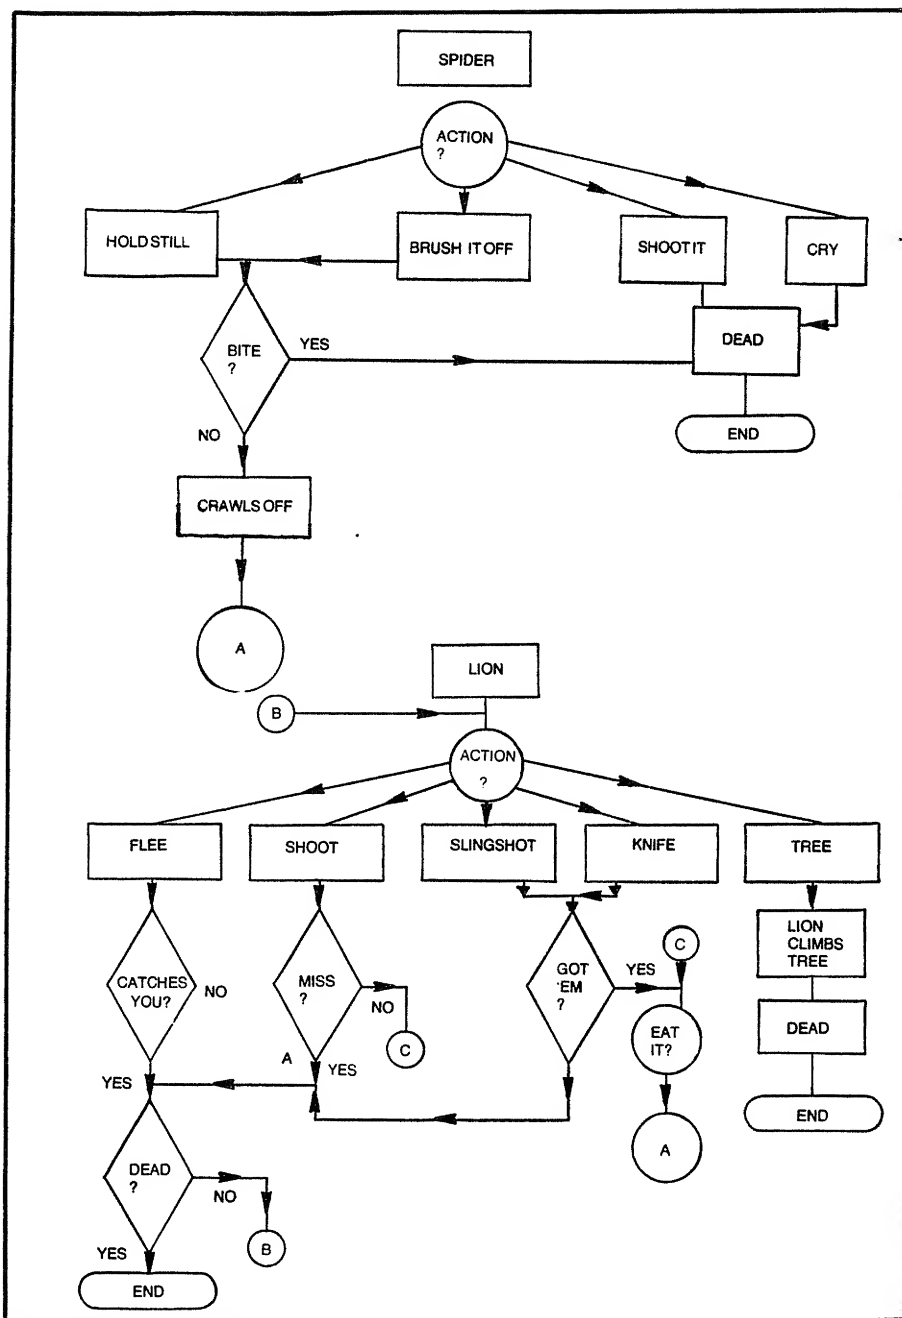 SPIDER
ACTION
?
HOLD STILL
BRUSH IT OFF
SHOOT IT
CRY
BITE
?
YES
DEAD
NO
END
CRAWLS OFF
A
LION
B
ACTION
?
FLEE
SHOOT
SLINGSHOT
KNIFE
TREE
CATCHES
YOU?
NO
MISS
?
NO
C
GOT
'EM
?
YES
C
LION
CLIMBS
TREE
EAT
IT?
DEAD
A
YES
YES
END
A
DEAD
?
NO
B
YES
END